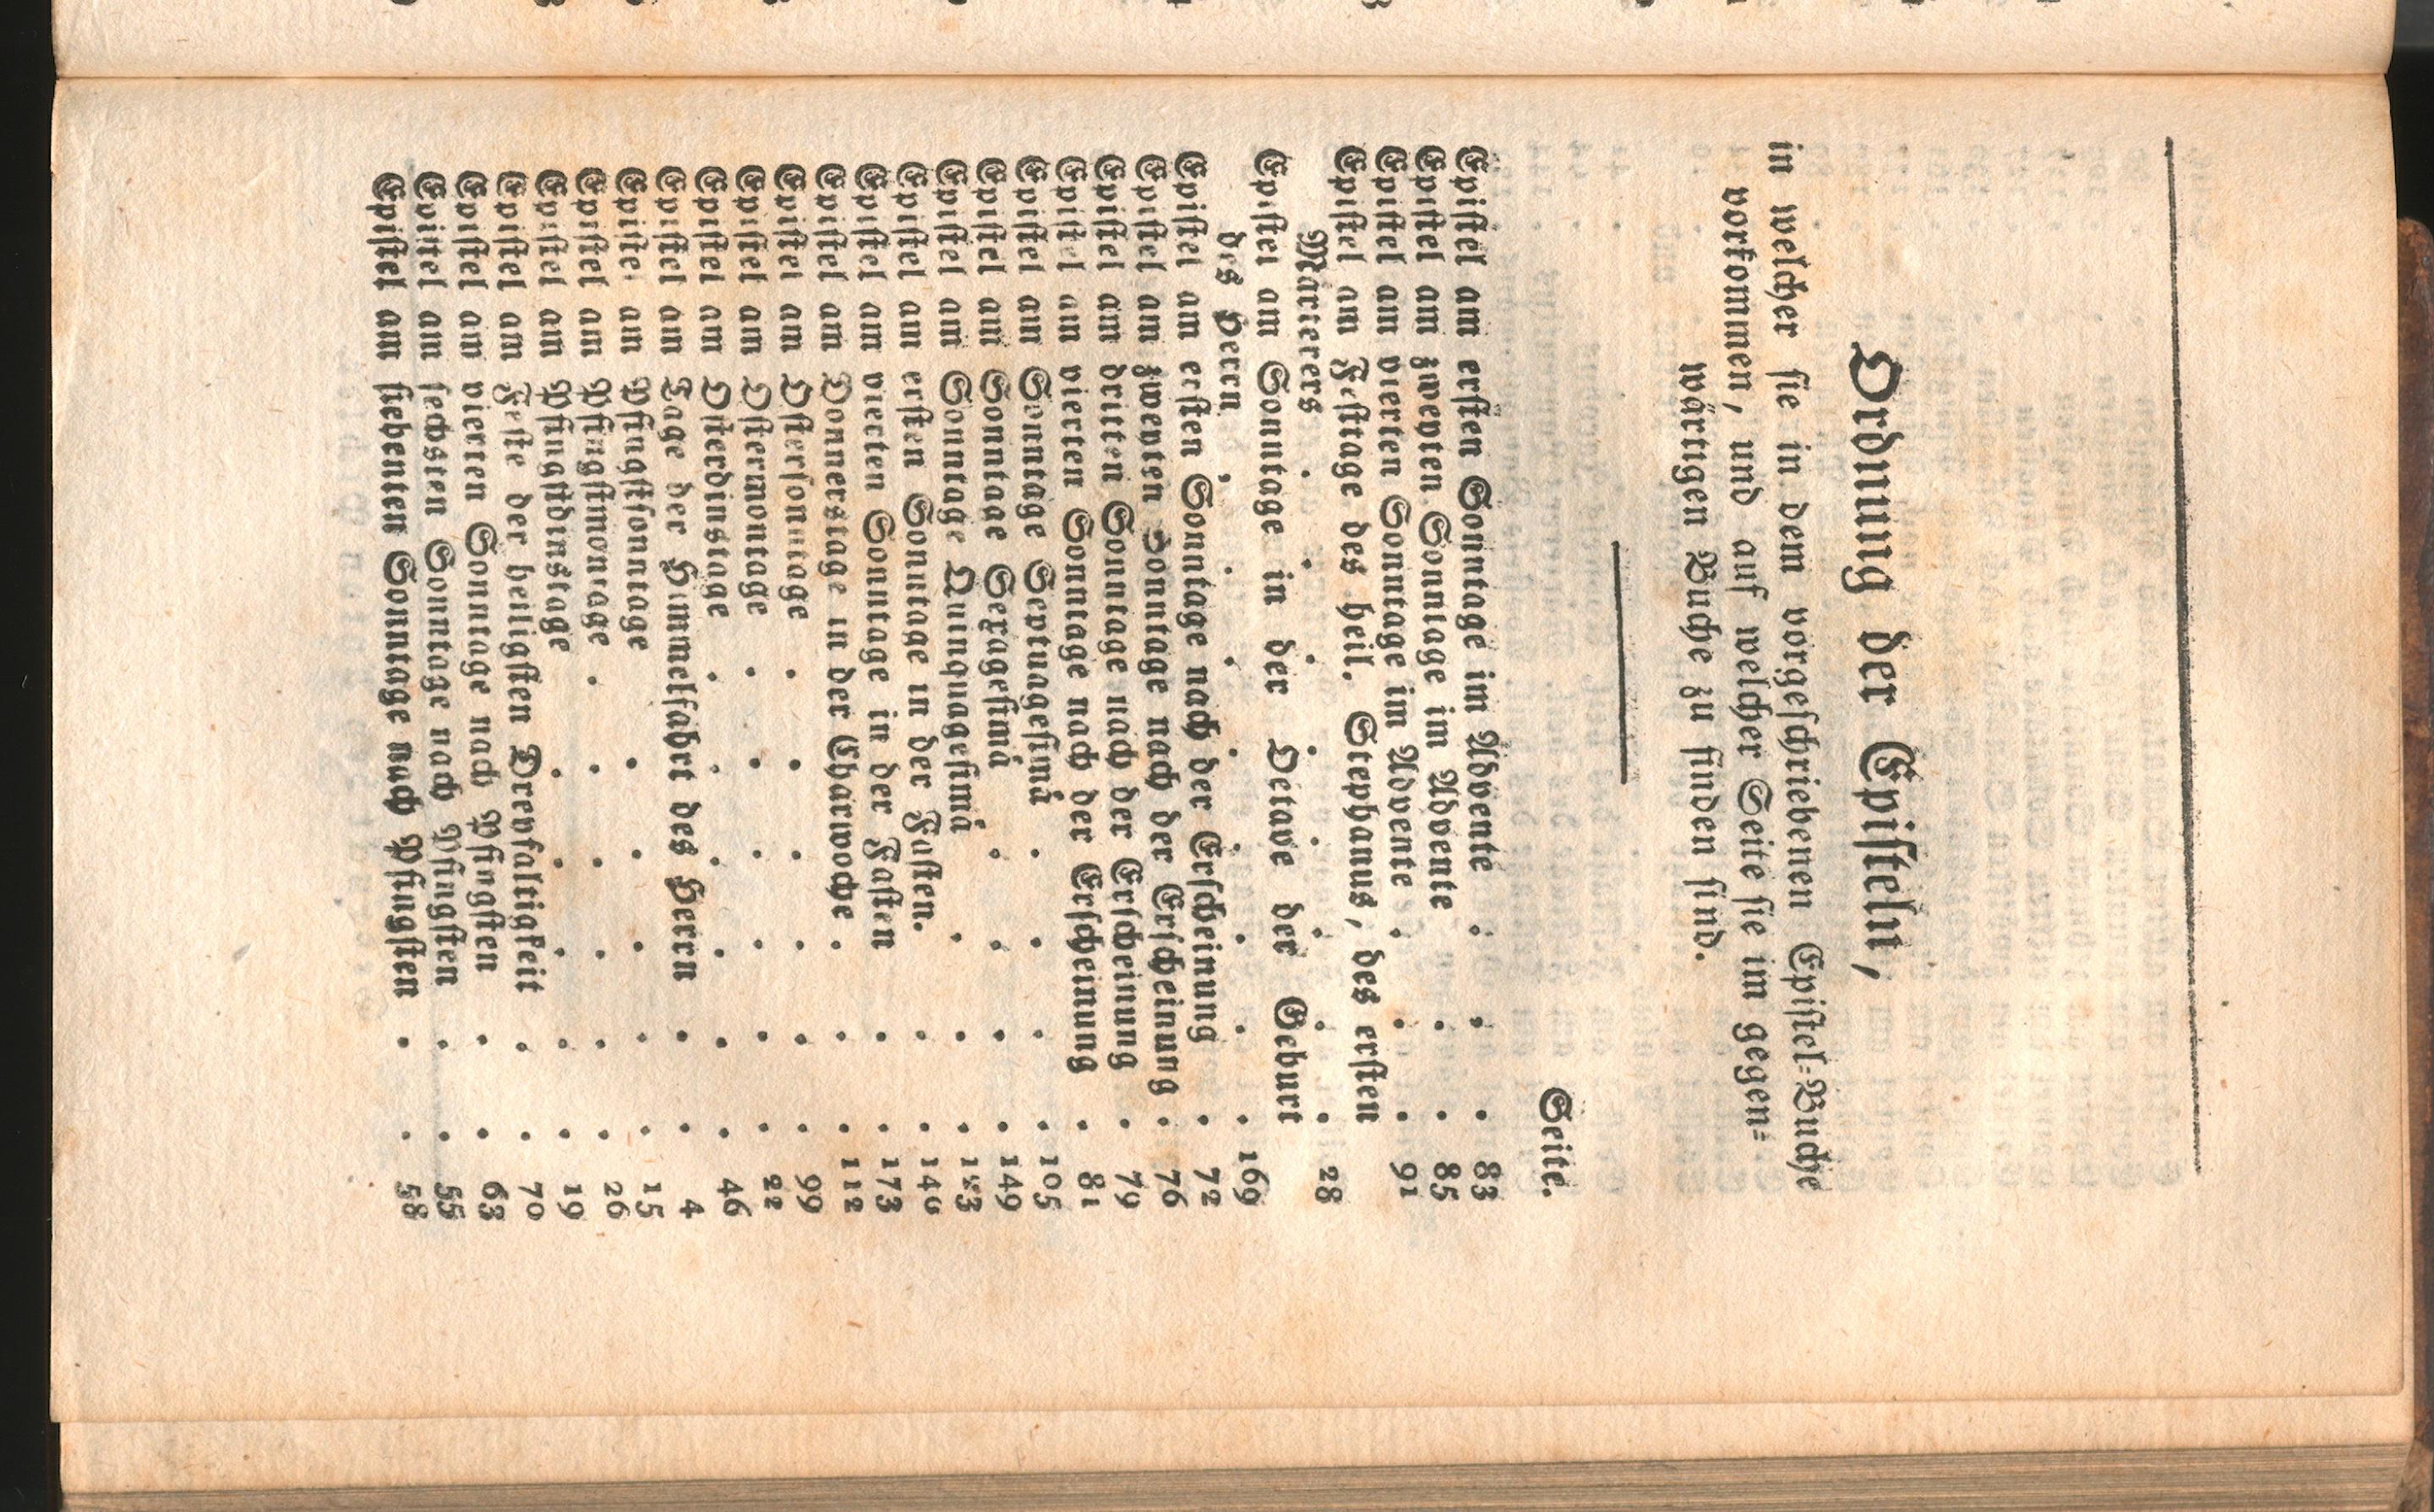 Ordnung der Epiſteln,
in welcher ſie in dem vorgeſchriebenen Epiſtel-Buche
vorkommen, und auf welcher Seite ſie im gegen-
wärtigen Buche zu finden ſind.
Seite.
Epiſtel am erſten Sonntage im Advente . . . 83
Epiſtel am zweyten Sonntage im Advente . . 85
Epiſtel am vierten Sonntage im Advente . . . 91
Epiſtel am Feſttage des heil. Stephanus, des erſten
Märterers . . . . . . . . 28
Epiſtel am Sonntage in der Octave der Geburt
des Herrn . . . . . . . . 169
Epiſtel am erſten Sonntage nach der Erſcheinung . 72
Epiſtel am zweyten Sonntage nach der Erſcheinung . 76
Epiſtel am dritten Sonntage nach der Erſcheinung . 79
Epiſtel am vierten Sonntage nach der Erſcheinung . 81
Epiſtel am Sonntage Septuageſimä . . . . 105
Epiſtel am Sonntage Sexageſimä . . . . 149
Epiſtel am Sonntage Quinquageſimä . . . 123
Epiſtel am erſten Sonntage in der Faſten. . . 146
Epiſtel am vierten Sonntage in der Faſten . . 173
Epiſtel am Donnerstage in der Charwoche . . . 112
Epiſtel am Oſterſonntage . . . . . . 99
Epiſtel am Oſtermontage . . . . . . 22
Epiſtel am Oſterdinstage . . . . . . 46
Epiſtel am Tage der Himmelfahrt des Herrn . . 4
Epiſtel am Pfingſtſonntage . . . . . 15
Epiſtel am Pfingſtmontage . . . . . . 26
Epiſtel am Pfingſtdinstage . . . . . 19
Epiſtel am Feſte der heiligſten Dreyfaltigkeit . . 70
Epiſtel am vierten Sonntage nach Pfingſten . . 63
Epiſtel am ſechsten Sonntage nach Pfingſten . . 55
Epiſtel am ſiebenten Sonntage nach Pfingſten . . 58